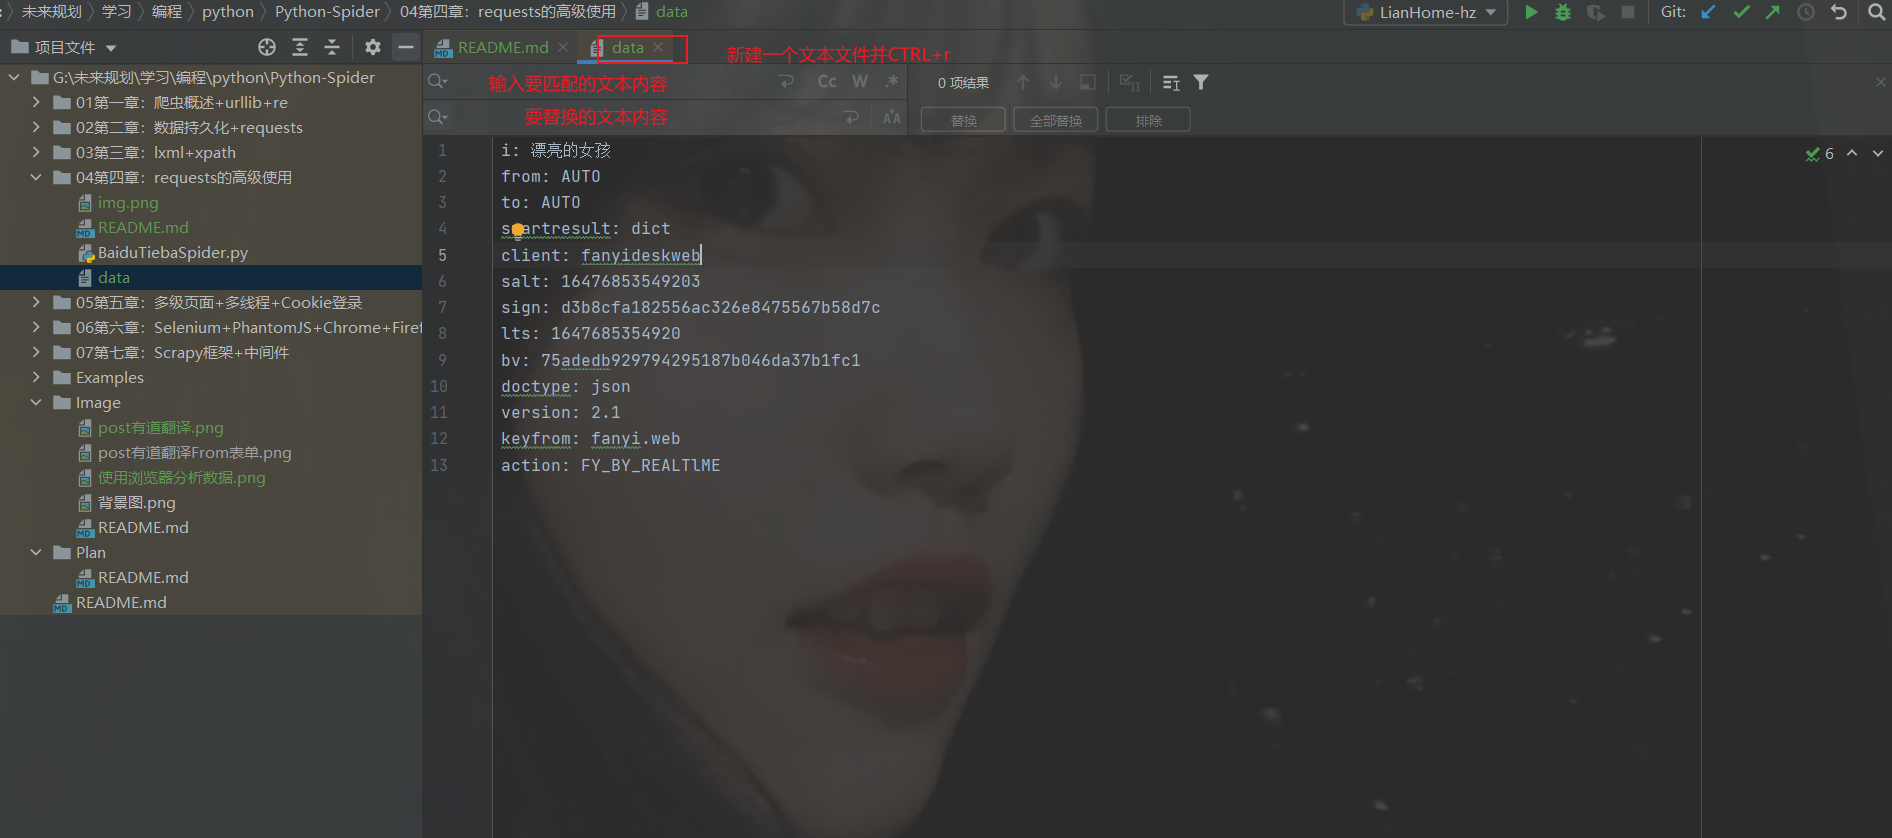 未来规划 学习 编程 python Python-Spider 04第四章：requests的高级使用 data
LianHome-hz Git:
项目文件
README.md data
新建一个文本文件并CTRL+r
输入要匹配的文本内容
Cc W .*
0 项结果
要替换的文本内容
替换 全部替换 排除
G:\未来规划\学习\编程\python\Python-Spider
01第一章：爬虫概述+urllib+re
02第二章：数据持久化+requests
03第三章：lxml+xpath
04第四章：requests的高级使用
img.png
README.md
BaiduTiebaSpider.py
data
05第五章：多级页面+多线程+Cookie登录
06第六章：Selenium+PhantomJS+Chrome+Firef
07第七章：Scrapy框架+中间件
Examples
Image
post有道翻译.png
post有道翻译From表单.png
使用浏览器分析数据.png
背景图.png
README.md
Plan
README.md
README.md
1 i: 漂亮的女孩
2 from: AUTO
3 to: AUTO
4 smartresult: dict
5 client: fanyideskweb
6 salt: 16476853549203
7 sign: d3b8cfa182556ac326e8475567b58d7c
8 lts: 1647685354920
9 bv: 75adedb929794295187b046da37b1fc1
10 doctype: json
11 version: 2.1
12 keyfrom: fanyi.web
13 action: FY_BY_REALTlME
6